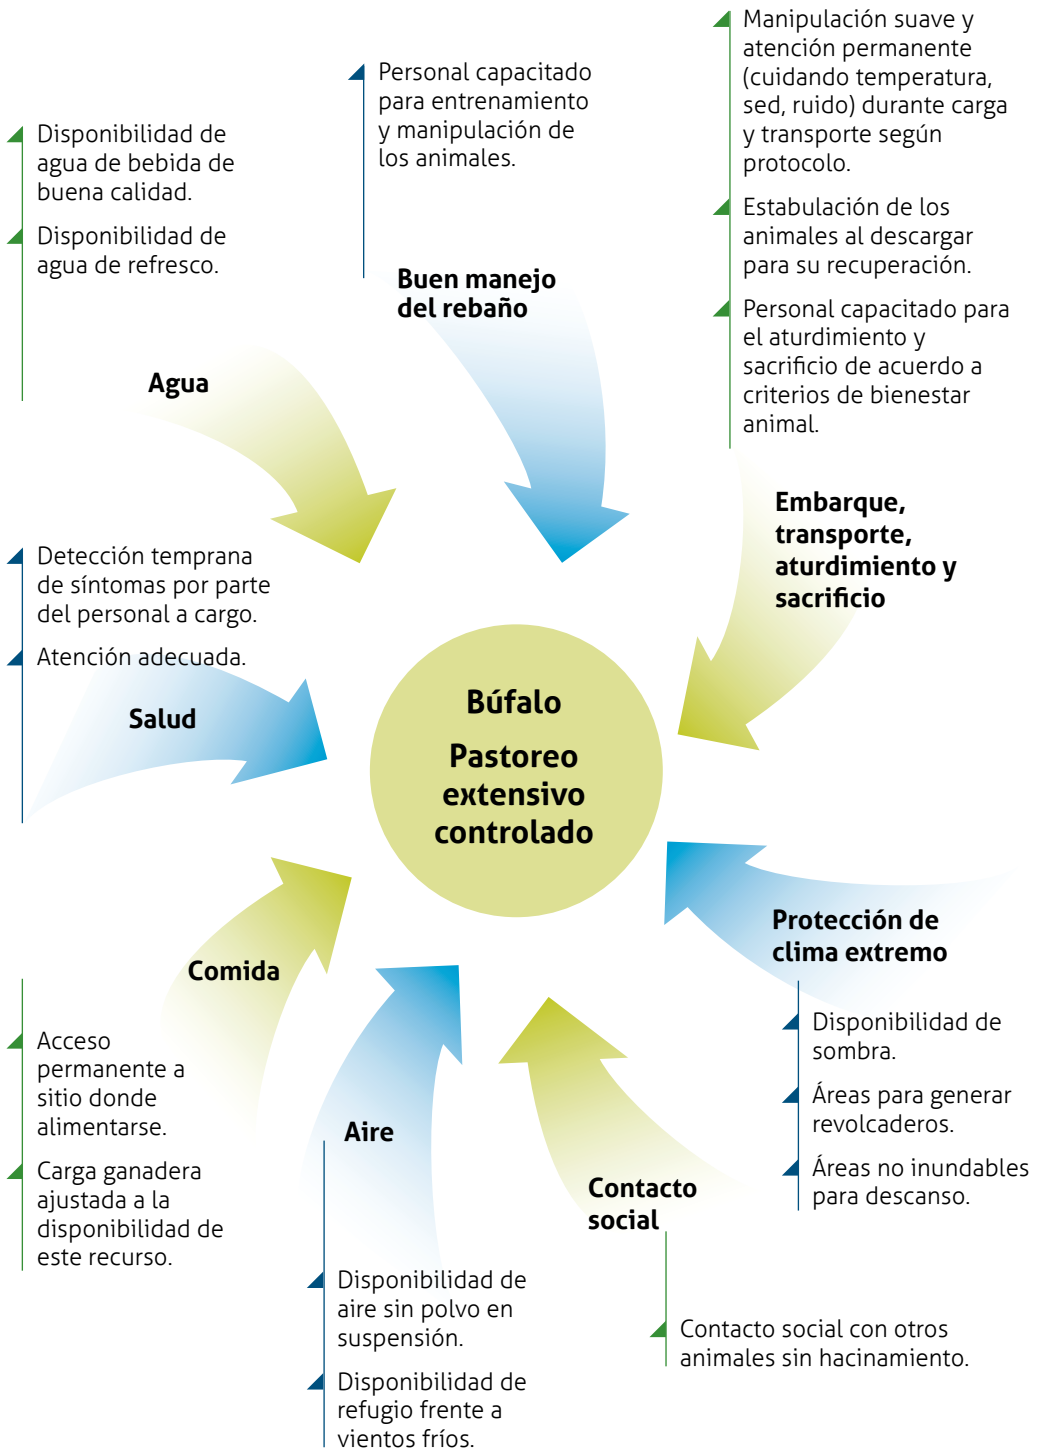 Disponibilidad de
agua de bebida de
buena calidad.
Disponibilidad de
agua de refresco.
Agua
Personal capacitado
para entrenamiento
y manipulación de
los animales.
Buen manejo
del rebaño
Manipulación suave y
atención permanente
(cuidando temperatura,
sed, ruido) durante carga
y transporte según
protocolo.
Estabulación de los
animales al descargar
para su recuperación.
Personal capacitado para
el aturdimiento y
sacrificio de acuerdo a
criterios de bienestar
animal.
Embarque,
transporte,
aturdimiento y
sacrificio
Detección temprana
de síntomas por parte
del personal a cargo.
Atención adecuada.
Salud
Búfalo
Pastoreo
extensivo
controlado
Protección de
clima extremo
Disponibilidad de
sombra.
Áreas para generar
revolcaderos.
Áreas no inundables
para descanso.
Comida
Acceso
permanente a
sitio donde
alimentarse.
Carga ganadera
ajustada a la
disponibilidad de
este recurso.
Aire
Disponibilidad de
aire sin polvo en
suspensión.
Disponibilidad de
refugio frente a
vientos fríos.
Contacto
social
Contacto social con otros
animales sin hacinamiento.